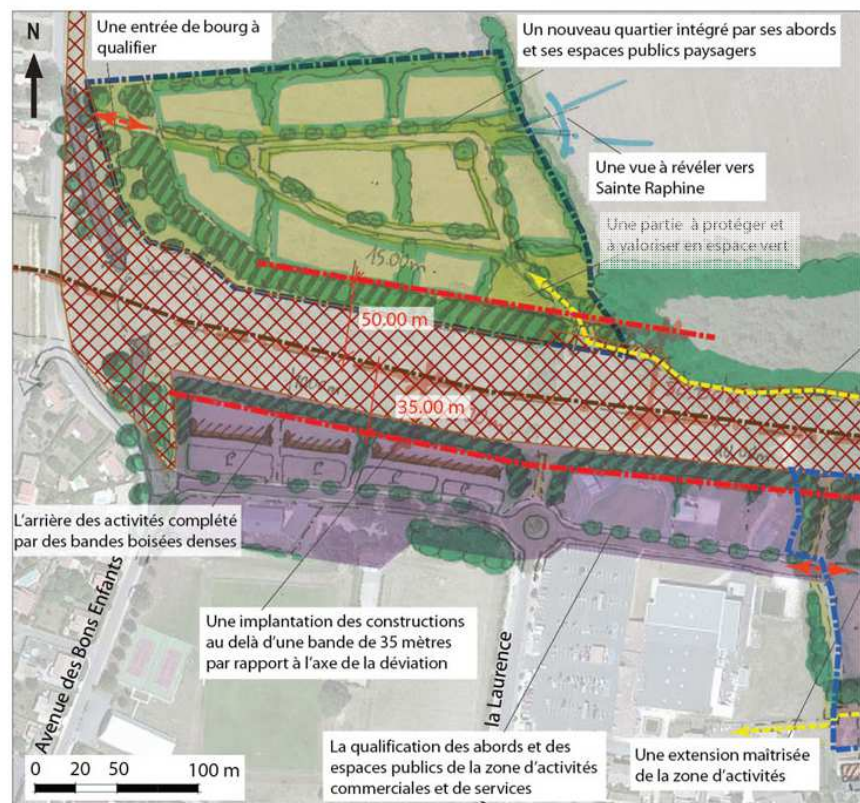 N
Une entrée de bourg à
qualifier
Un nouveau quartier intégré par ses abords
et ses espaces publics paysagers
Une vue à révéler vers
Sainte Raphine
Une partie à protéger et
à valoriser en espace vert
15.00m.
50.00 m
35.00 m
L'arrière des activités complété
par des bandes boisées denses
Avenue des Bons Enfants
Une implantation des constructions
au delà d'une bande de 35 mètres
par rapport à l'axe de la déviation
la Laurence
La qualification des abords et des
espaces publics de la zone d'activités
commerciales et de services
Une extension maîtrisée
de la zone d'activités
0 20 50 100 m